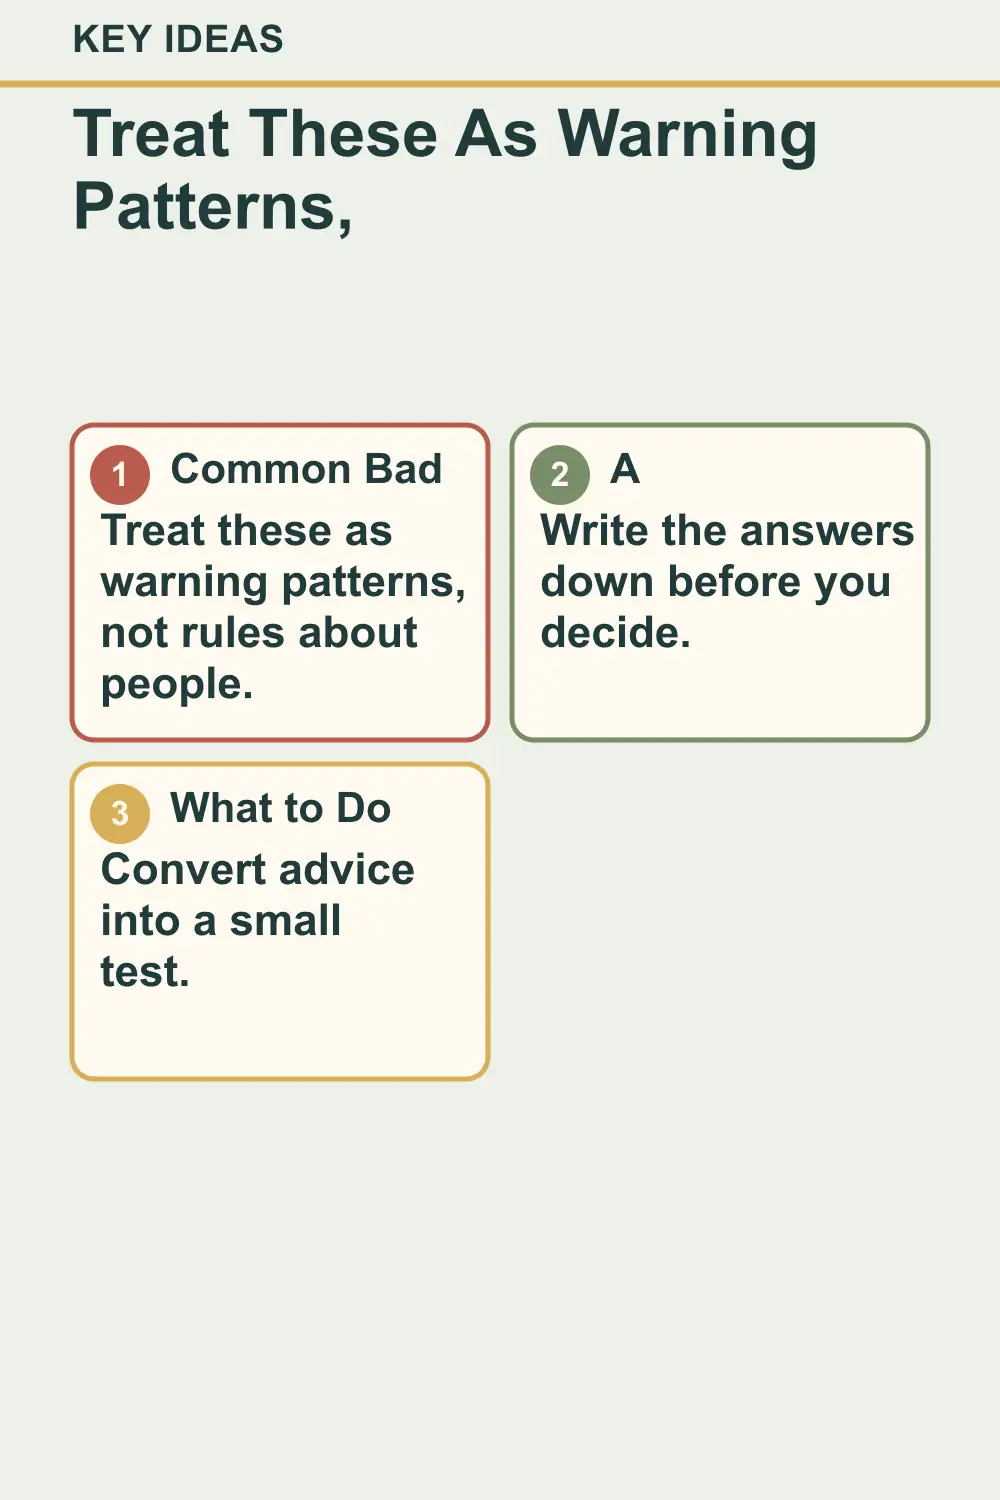 KEY IDEAS
Treat These As Warning
Patterns,
1 Common Bad
Treat these as
warning patterns,
not rules about
people.
2 A
Write the answers
down before you
decide.
3 What to Do
Convert advice
into a small
test.